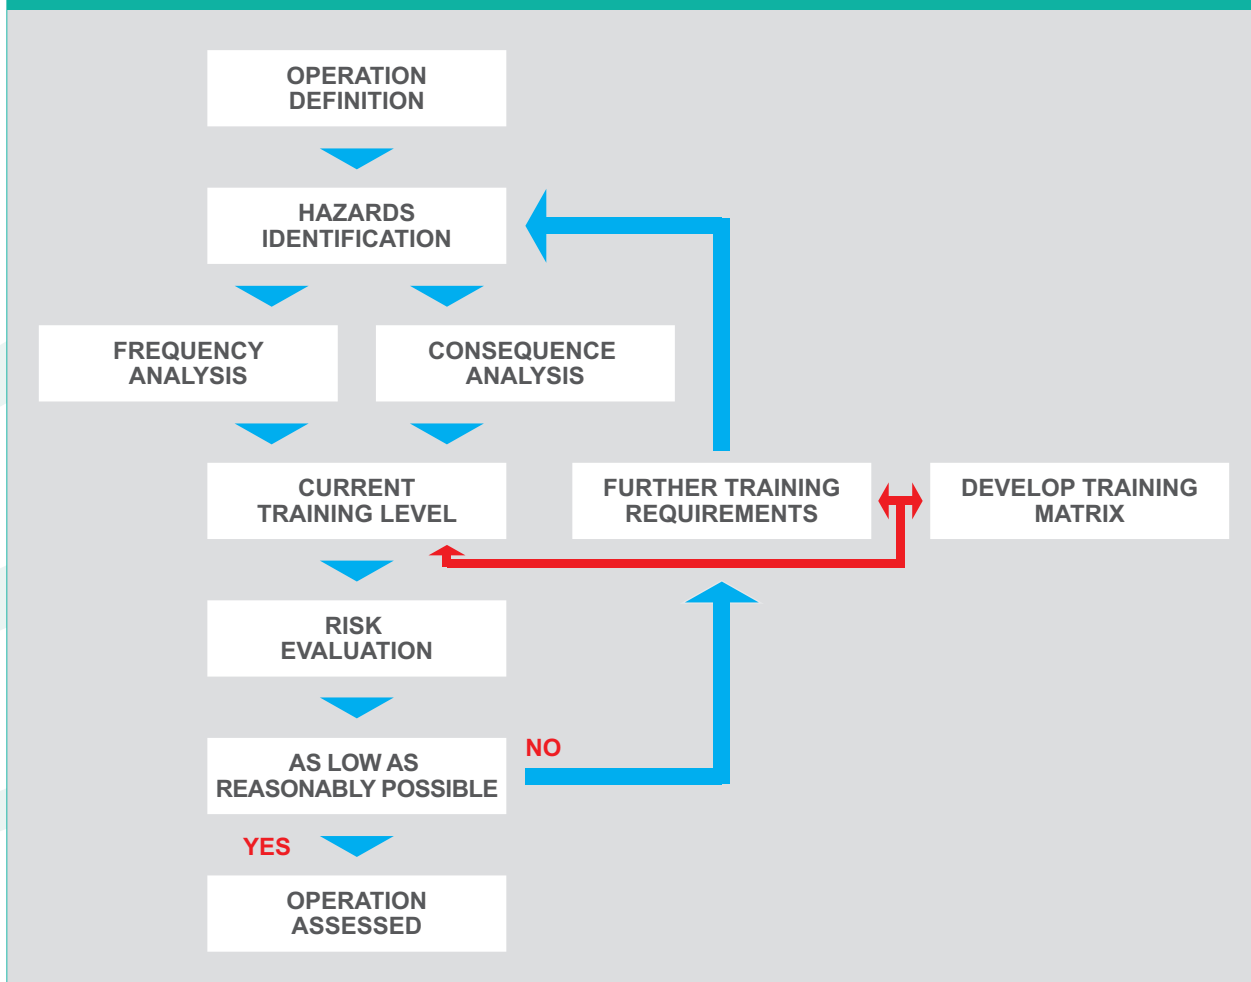 OPERATION
DEFINITION
HAZARDS
IDENTIFICATION
FREQUENCY
ANALYSIS
CONSEQUENCE
ANALYSIS
CURRENT
TRAINING LEVEL
FURTHER TRAINING
REQUIREMENTS
DEVELOP TRAINING
MATRIX
RISK
EVALUATION
AS LOW AS
REASONABLY POSSIBLE
NO
YES
OPERATION
ASSESSED